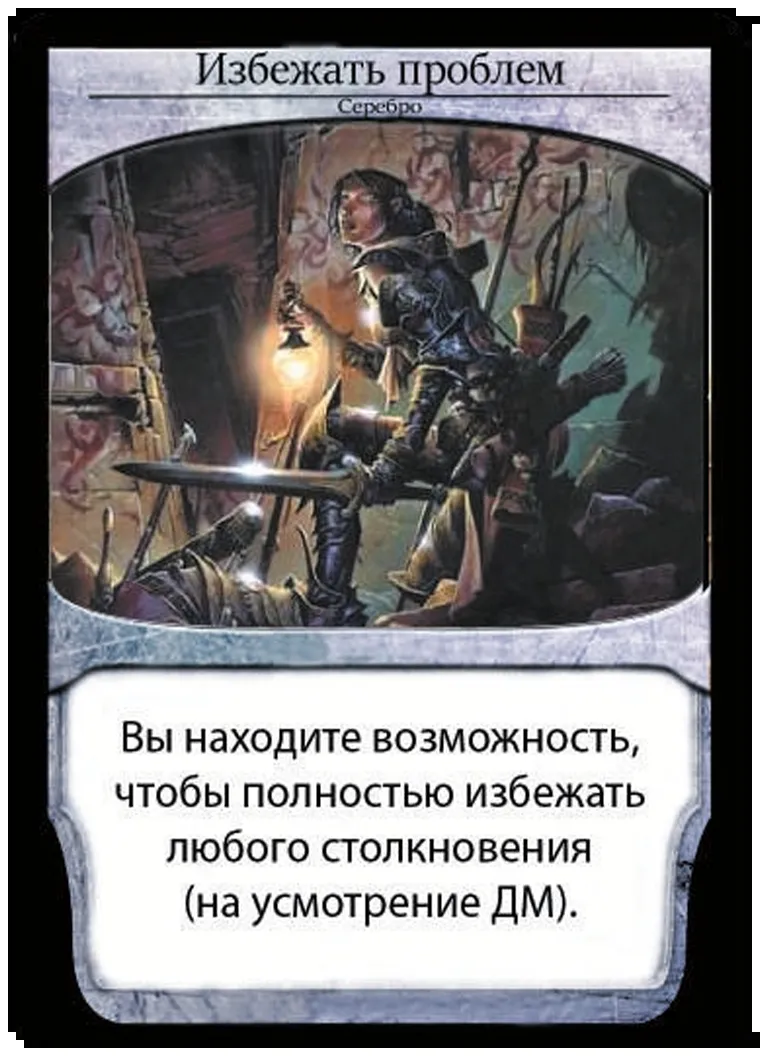 Избежать проблем
Серебро
Вы находите возможность,
чтобы полностью избежать
любого столкновения
(на усмотрение ДМ).